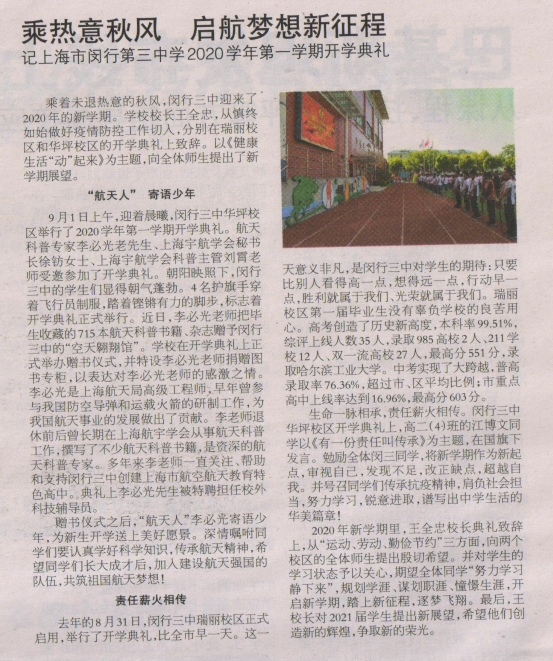 乘热意秋风 启航梦想新征程
记上海市闵行第三中学2020学年第一学期开学典礼
乘着未退热意的秋风,闵行三中迎来了
2020年的新学期。学校校长王全忠,从慎终
如始做好疫情防控工作切入,分别在瑞丽校
区和华坪校区的开学典礼上致辞。以《健康
生活“动”起来》为主题,向全体师生提出了新
学期展望。
“航天人” 寄语少年
9月1日上午,迎着晨曦,闵行三中华坪校
区举行了2020学年第一学期开学典礼。航天
科普专家李必光老先生、上海宇航学会秘书
长徐钫女士、上海宇航学会科普主管刘霄老
师受邀参加了开学典礼。朝阳映照下,闵行
三中的学生们显得朝气蓬勃。4名护旗手穿
着飞行员制服,踏着铿锵有力的脚步,标志着
开学典礼正式举行。近日,李必光老师把毕
生收藏的715本航天科普书籍、杂志赠予闵行
三中的“空天翱翔馆”。学校在开学典礼上正
式举办赠书仪式,并特设李必光老师捐赠图
书专柜,以表达对李必光老师的感激之情。
李必光是上海航天局高级工程师,早年曾参
与我国防空导弹和运载火箭的研制工作,为
我国航天事业的发展做出了贡献。李老师退
休前后曾长期在上海航宇学会从事航天科普
工作,撰写了不少航天科普书籍,是资深的航
天科普专家。多年来李老师一直关注、帮助
和支持闵行三中创建上海市航空航天教育特
色高中。典礼上李必光先生被特聘担任校外
科技辅导员。
赠书仪式之后,“航天人”李必光寄语少
年,为新生开学送上美好愿景。深情嘱咐同
学们要认真学好科学知识,传承航天精神,希
望同学们长大成才后,加入建设航天强国的
队伍,共筑祖国航天梦想!
责任薪火相传
去年的8月31日,闵行三中瑞丽校区正式
启用,举行了开学典礼,比全市早一天。这一
天意义非凡,是闵行三中对学生的期待:只要
比别人看得高一点,想得远一点,行动早一
点,胜利就属于我们、光荣就属于我们。瑞丽
校区第一届毕业生没有辜负学校的良苦用
心。高考创造了历史新高度,本科率99.51%,
综评上线人数35人,录取985高校2人、211学
校12人、双一流高校27人,最高分551分,录
取哈尔滨工业大学。中考实现了大跨越,普高
录取率76.36%,超过市、区平均比例;市重点
高中上线率达到16.96%,最高分603分。
生命一脉相承,责任薪火相传。闵行三中
华坪校区开学典礼上,高二(4)班的江博文同
学以《有一份责任叫传承》为主题,在国旗下
发言。勉励全体闵三同学,将新学期作为新起
点,审视自己,发现不足,改正缺点,超越自
我。并号召同学们传承抗疫精神,肩负社会担
当,努力学习,锐意进取,谱写出中学生活的
华美篇章!
2020年新学期里,王全忠校长典礼致辞
上,从“运动、劳动、勤俭节约”三方面,向两个
校区的全体师生提出殷切希望。并对学生的
学习状态予以关心,期望全体同学“努力学习
静下来”,规划学涯、谋划职涯、憧憬生涯,开
启新学期,踏上新征程,逐梦飞翔。最后,王
校长对2021届学生提出新展望,希望他们创
造新的辉煌,争取新的荣光。